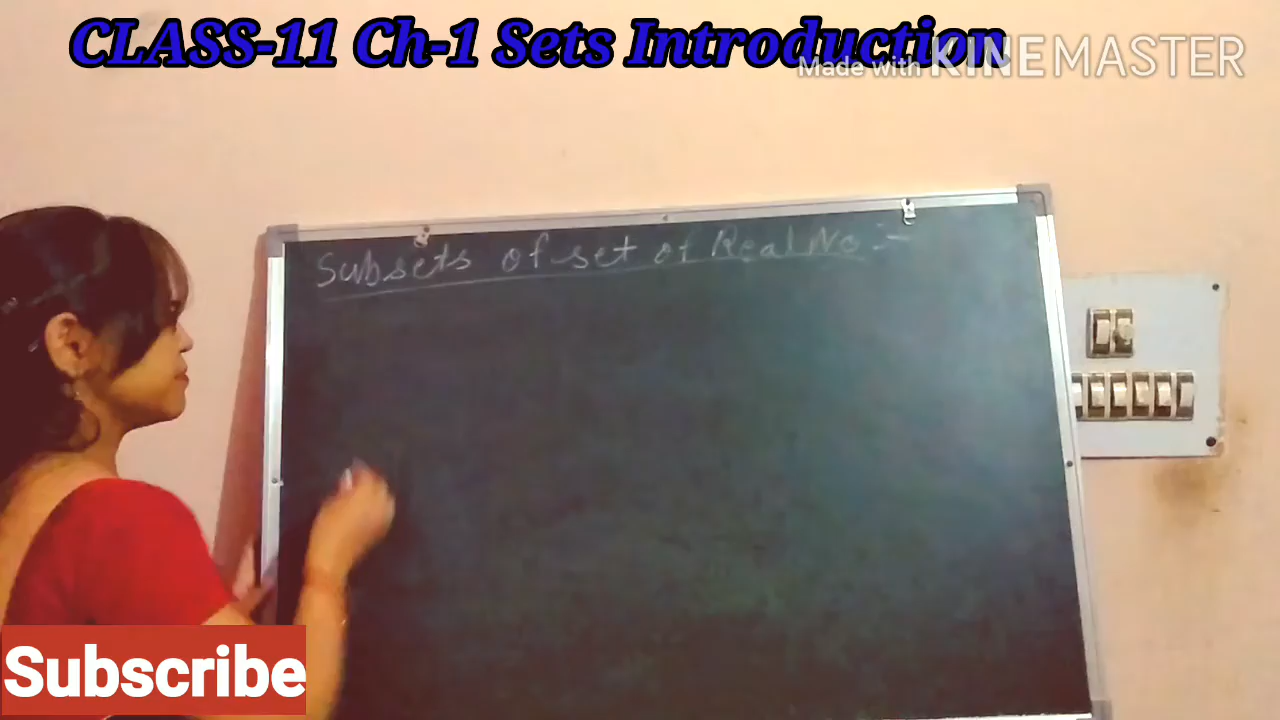 CLASS-11 Ch-1 Sets Introduction
Made with KINEMASTER
Subsets of set of Real No :-
Subscribe